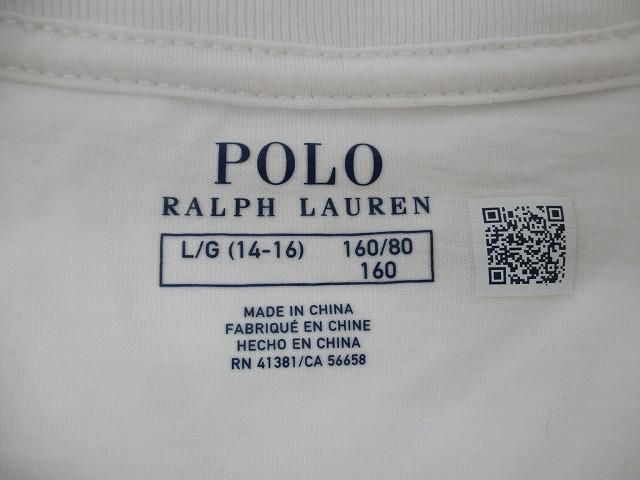 POLO
RALPH LAUREN
L/G (14-16) 160/80
160
MADE IN CHINA
FABRIQUÉ EN CHINE
HECHO EN CHINA
RN 41381/CA 56658